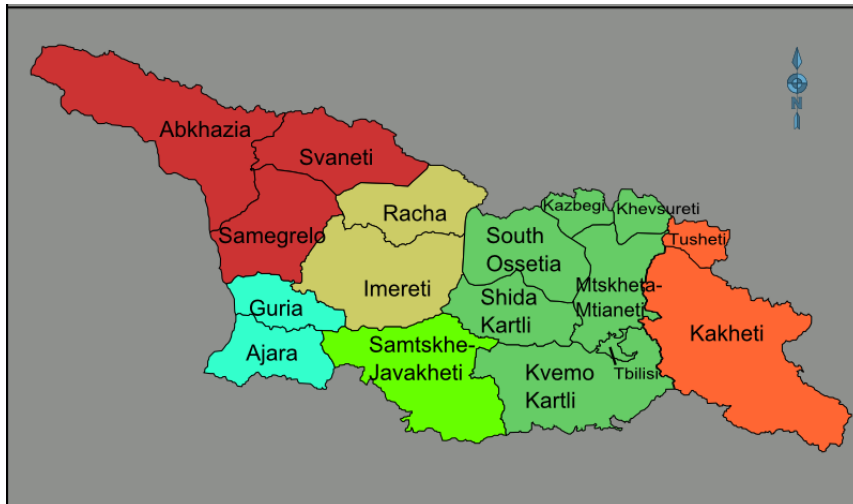 N
Abkhazia
Svaneti
Samegrelo
Racha
Imereti
Guria
Ajara
Samtskhe-
Javakheti
South
Ossetia
Shida
Kartli
Kazbegi
Khevsureti
Mtskheta-
Mtianeti
Tbilisi
Kvemo
Kartli
Tusheti
Kakheti